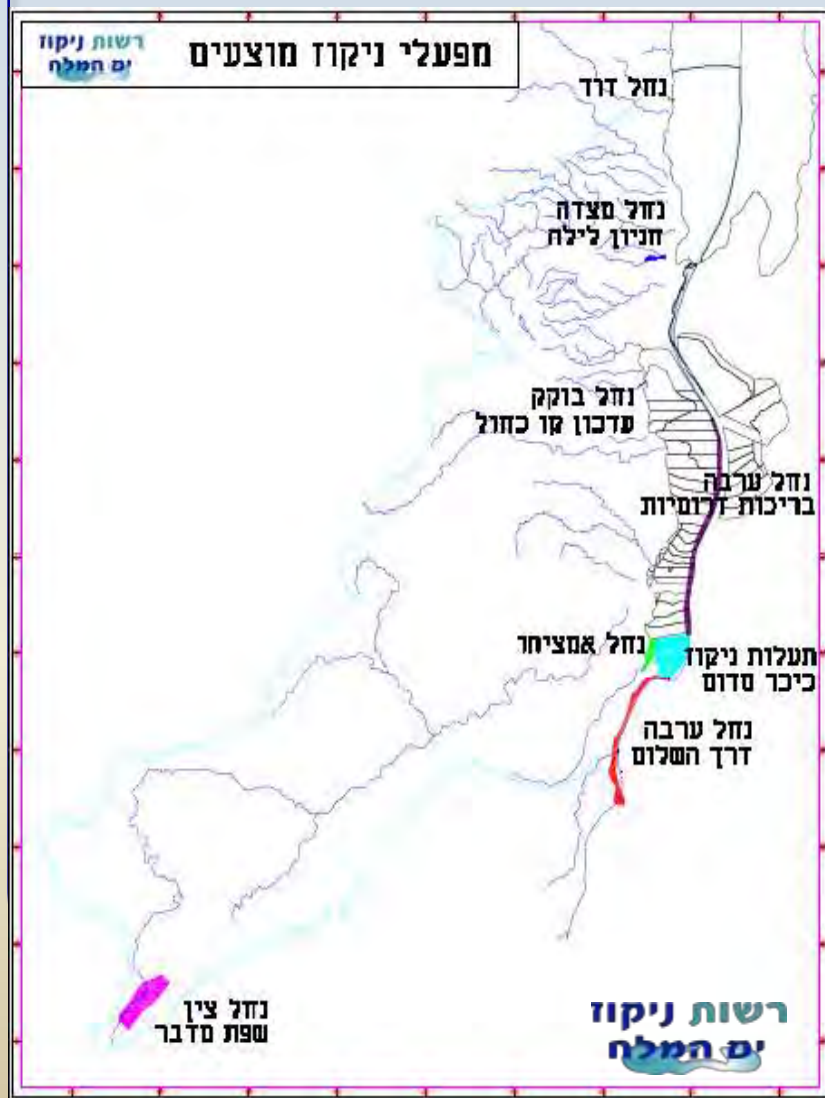 רשות ניקוז
ים המלח
מפעלי ניקוז מוצעים
נחל דוד
נחל מצדה
חניון לילה
נחל בוקק
עדכון קו כחול
נחל ערבה
בריכות דרומיות
נחל אמציהו
תעלות ניקוז
כיכר סדום
נחל ערבה
דרך השלום
נחל צין
שפת מדבר
רשות ניקוז
ים המלח